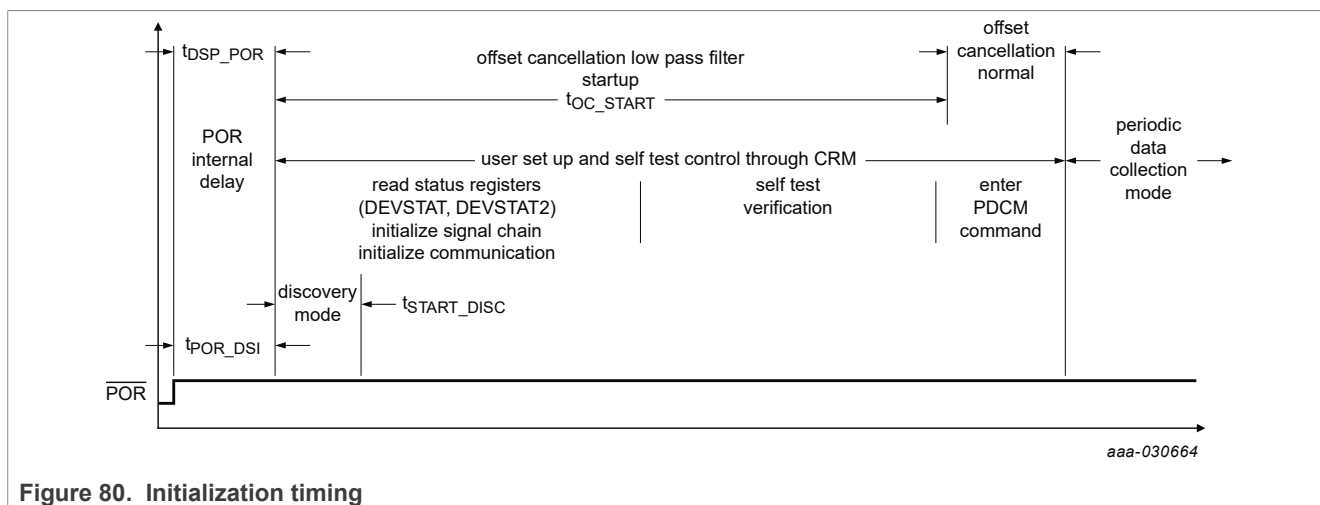 tDSP_POR
offset
cancellation
normal
offset cancellation low pass filter
startup
tOC_START
POR
internal
delay
periodic
data
collection
mode
user set up and self test control through CRM
read status registers
(DEVSTAT, DEVSTAT2)
initialize signal chain
initialize communication
self test
verification
enter
PDCM
command
discovery
mode
tSTART_DISC
tPOR_DSI
POR
aaa-030664
Figure 80. Initialization timing